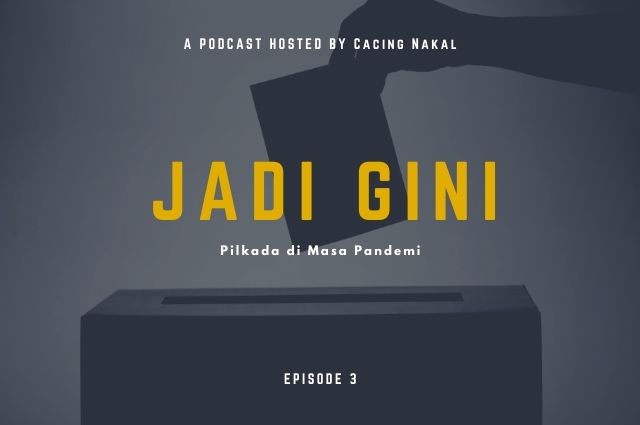 A PODCAST HOSTED BY CACING NAKAL
JADI GINI
Pilkada di Masa Pandemi
EPISODE 3